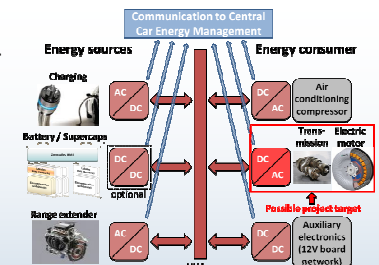 Communication to Central
Car Energy Management
Energy sources
Energy consumer
Charging
AC
DC
DC
AC
Air
conditioning
compressor
Battery / Supercaps
DC
DC
optional
DC
AC
Trans-
mission
Electric
motor
Possible project target
Range extender
AC
DC
DC
DC
Auxiliary
electronics
(12V board
network)